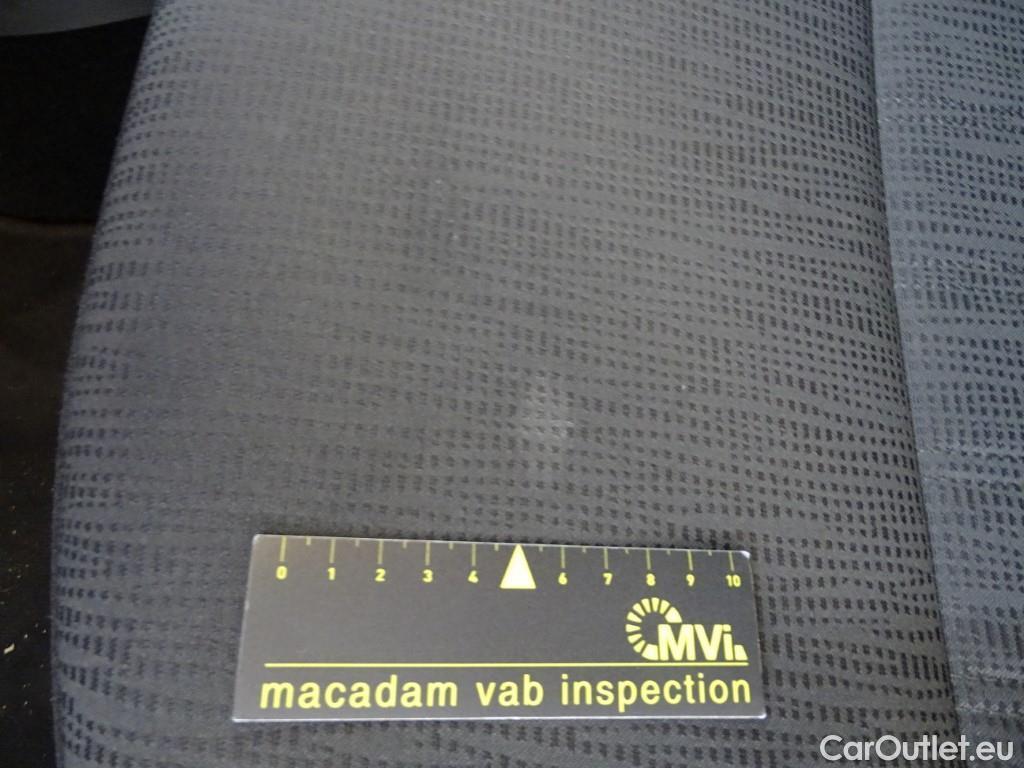 0 1 2 3 4 6 7 8 9 10
MVi
macadam vab inspection
CarOutlet.eu